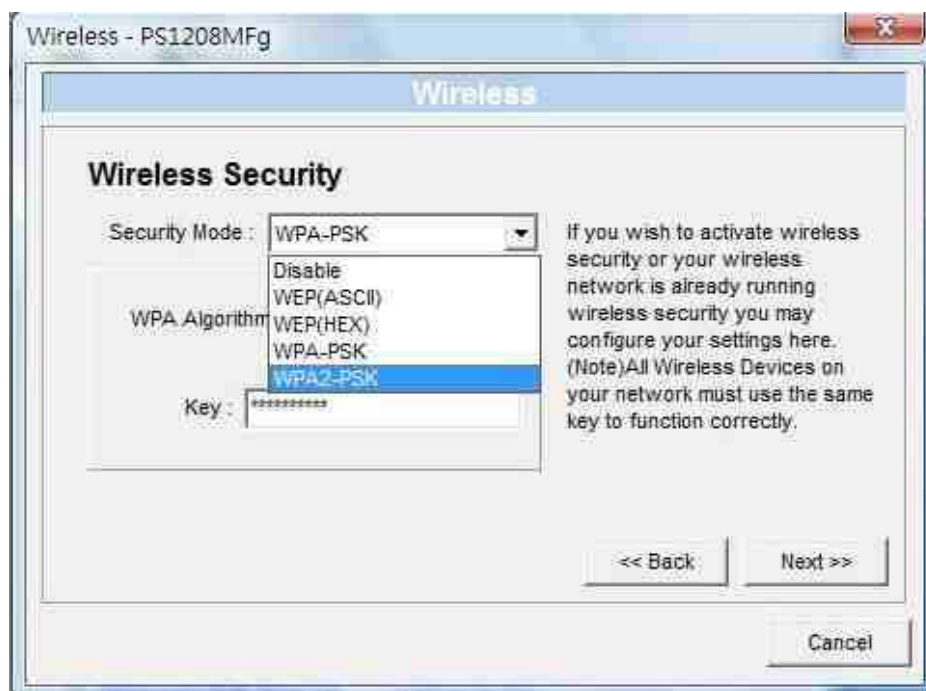 Wireless - PS1208MFg
Wireless
Wireless Security
Security Mode : WPA-PSK
Disable
WEP(ASCII)
WPA Algorithm WEP(HEX)
WPA-PSK
WPA2-PSK
Key : **********
If you wish to activate wireless
security or your wireless
network is already running
wireless security you may
configure your settings here.
(Note)All Wireless Devices on
your network must use the same
key to function correctly.
<< Back
Next >>
Cancel